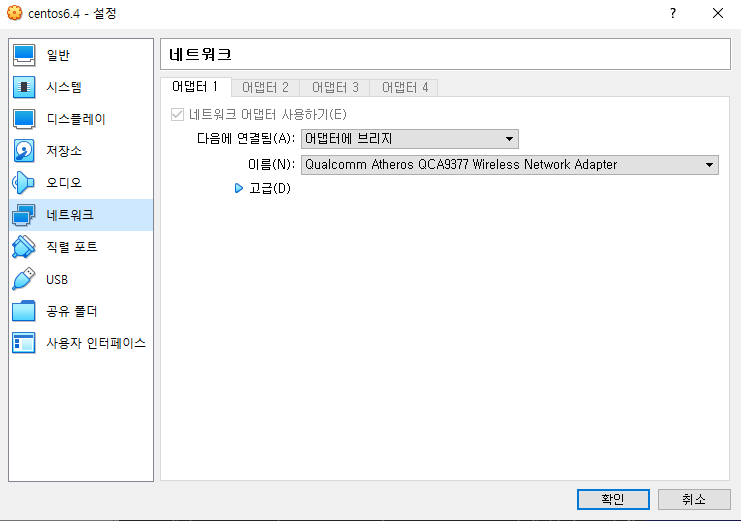 centos6.4 - 설정
일반
시스템
디스플레이
저장소
오디오
네트워크
직렬 포트
USB
공유 폴더
사용자 인터페이스
네트워크
어댑터 1 어댑터 2 어댑터 3 어댑터 4
네트워크 어댑터 사용하기(E)
다음에 연결됨(A): 어댑터에 브리지
이름(N): Qualcomm Atheros QCA9377 Wireless Network Adapter
고급(D)
확인 취소